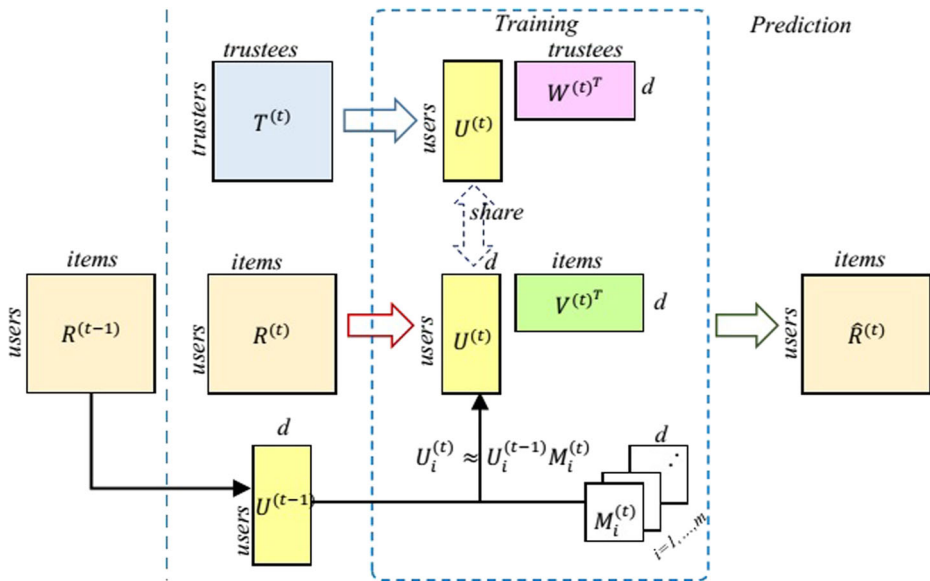 Training
Prediction
trustees
trusters
T^(t)
users
U^(t)
trustees
W^(t)^T
d
share
items
users
R^(t−1)
items
users
R^(t)
d
users
U^(t)
items
V^(t)^T
d
items
users
R̂^(t)
d
users
U^(t−1)
U_i^(t) ≈ U_i^(t−1) M_i^(t)
d
⋰
M_i^(t)
i=1,…,m